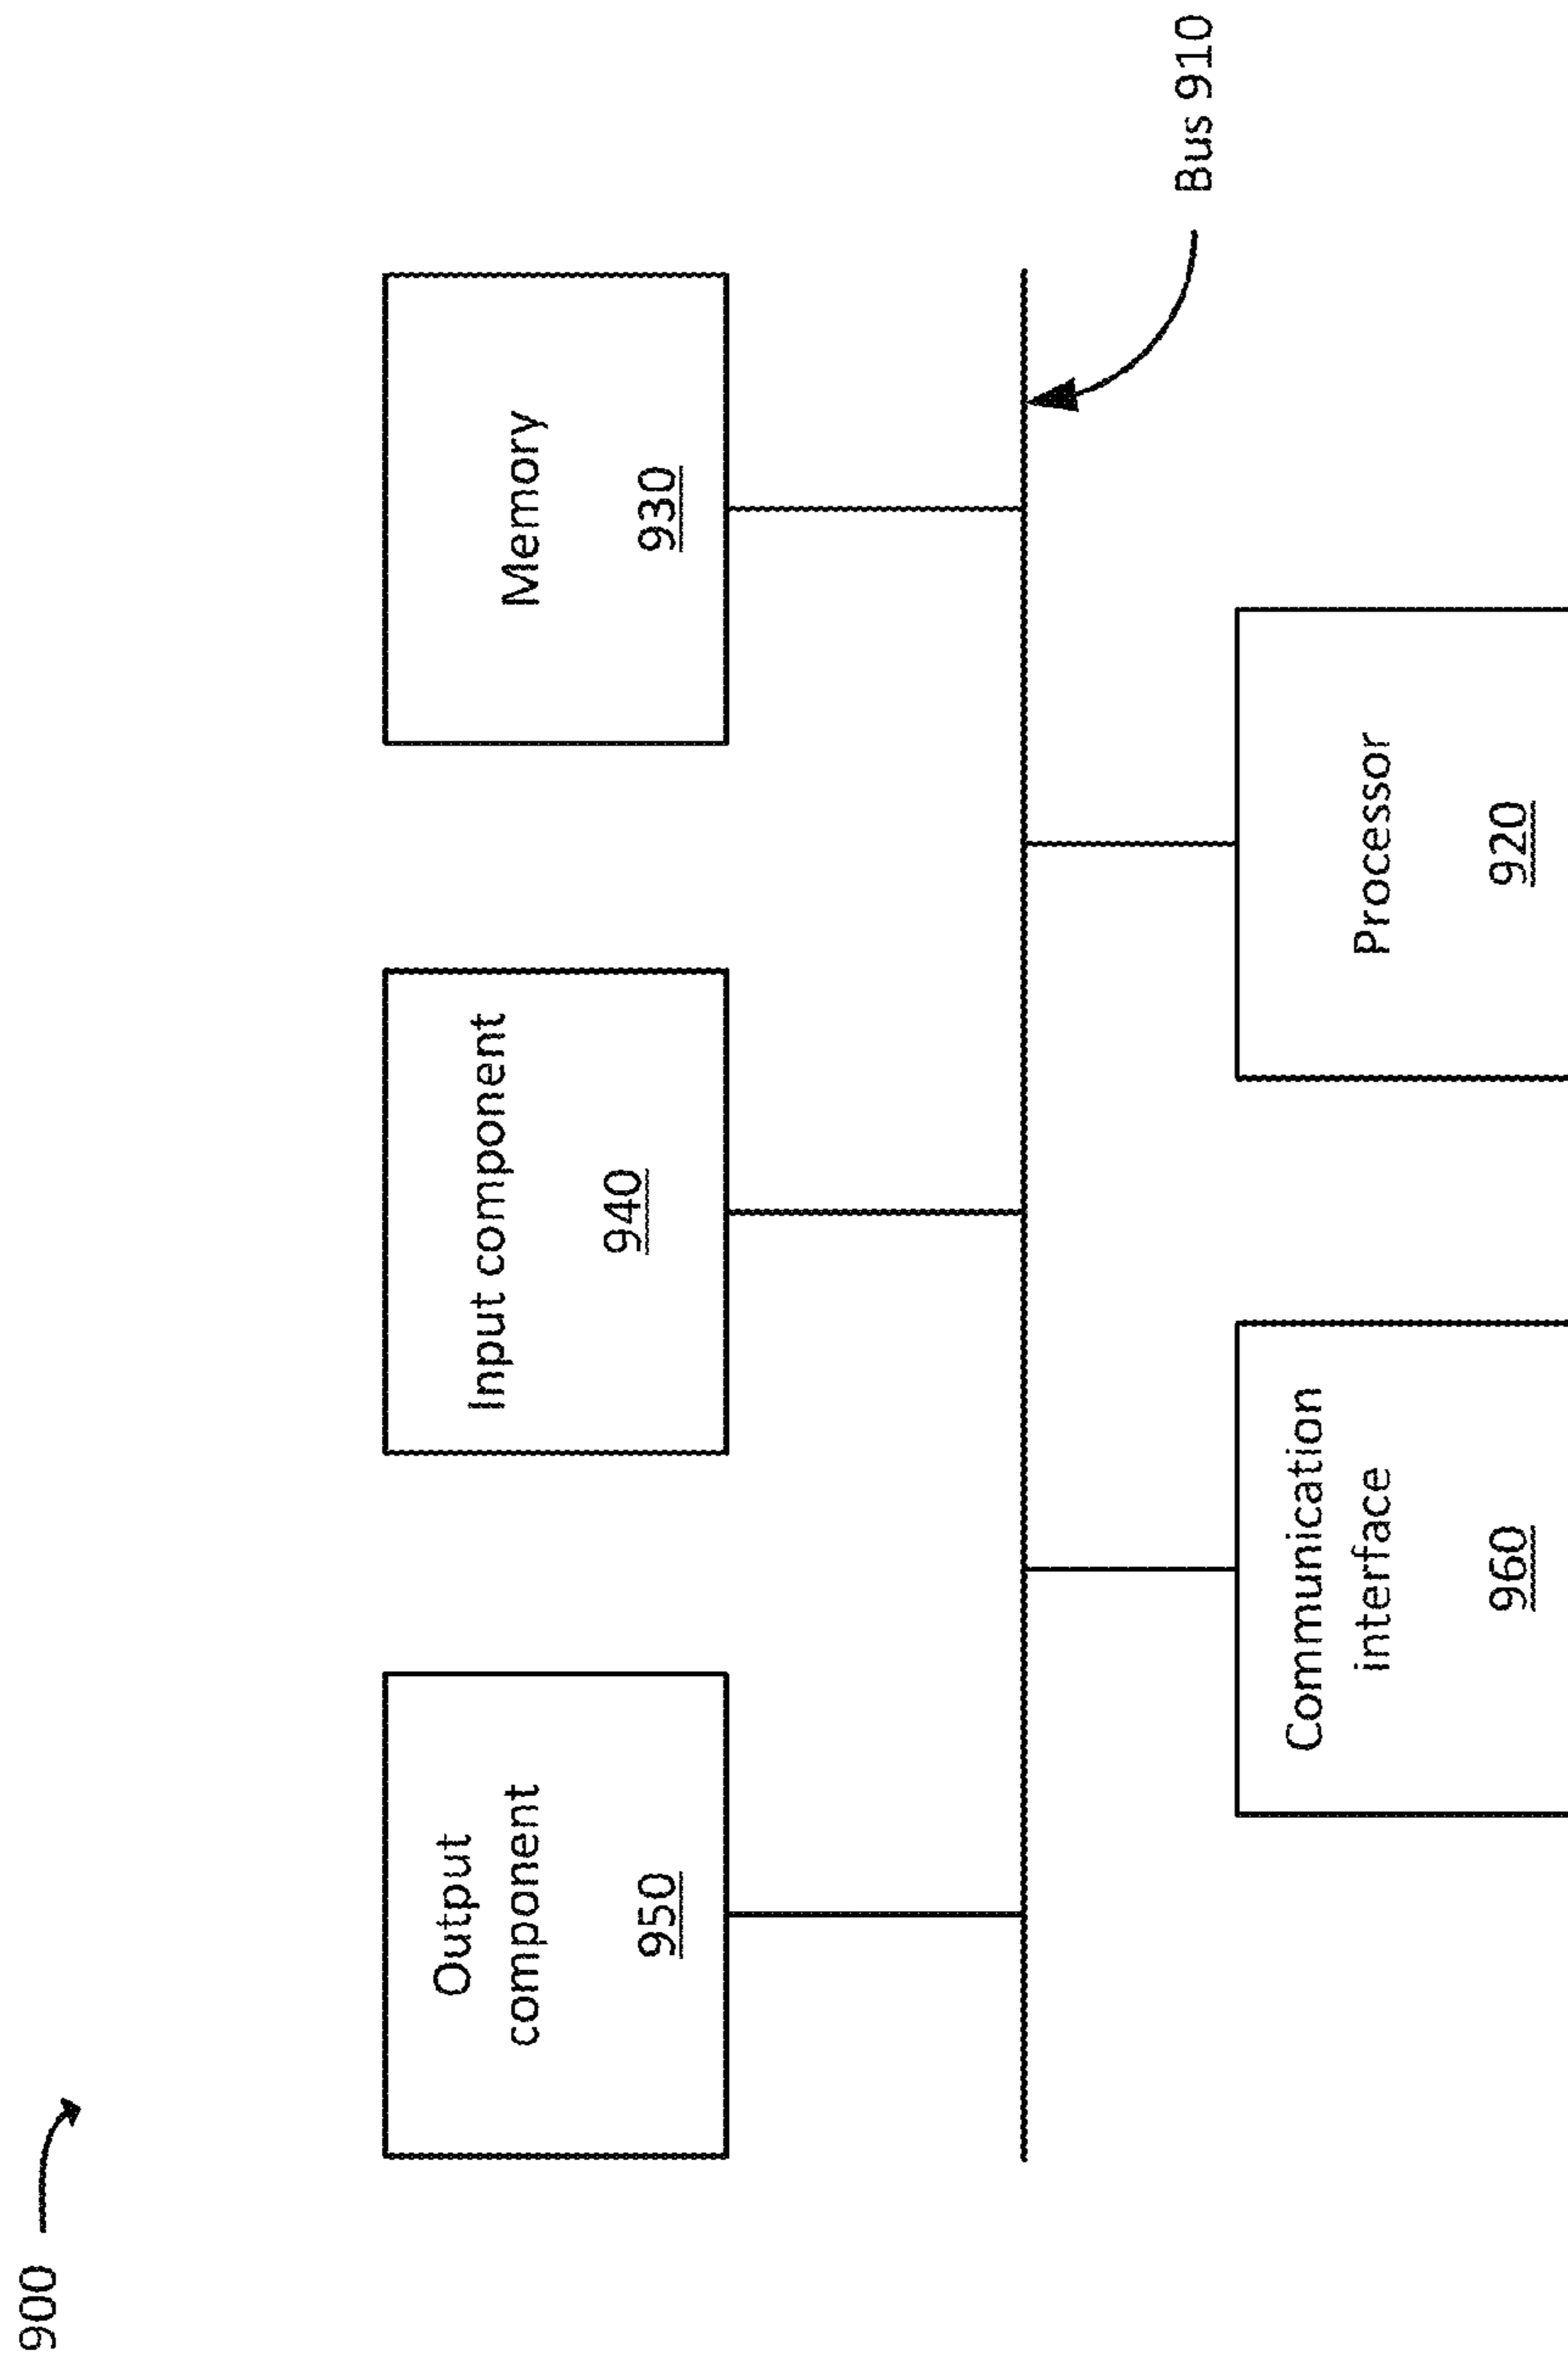 900
Output
component
950
Input component
940
Memory
930
Bus 910
Communication
interface
960
Processor
920